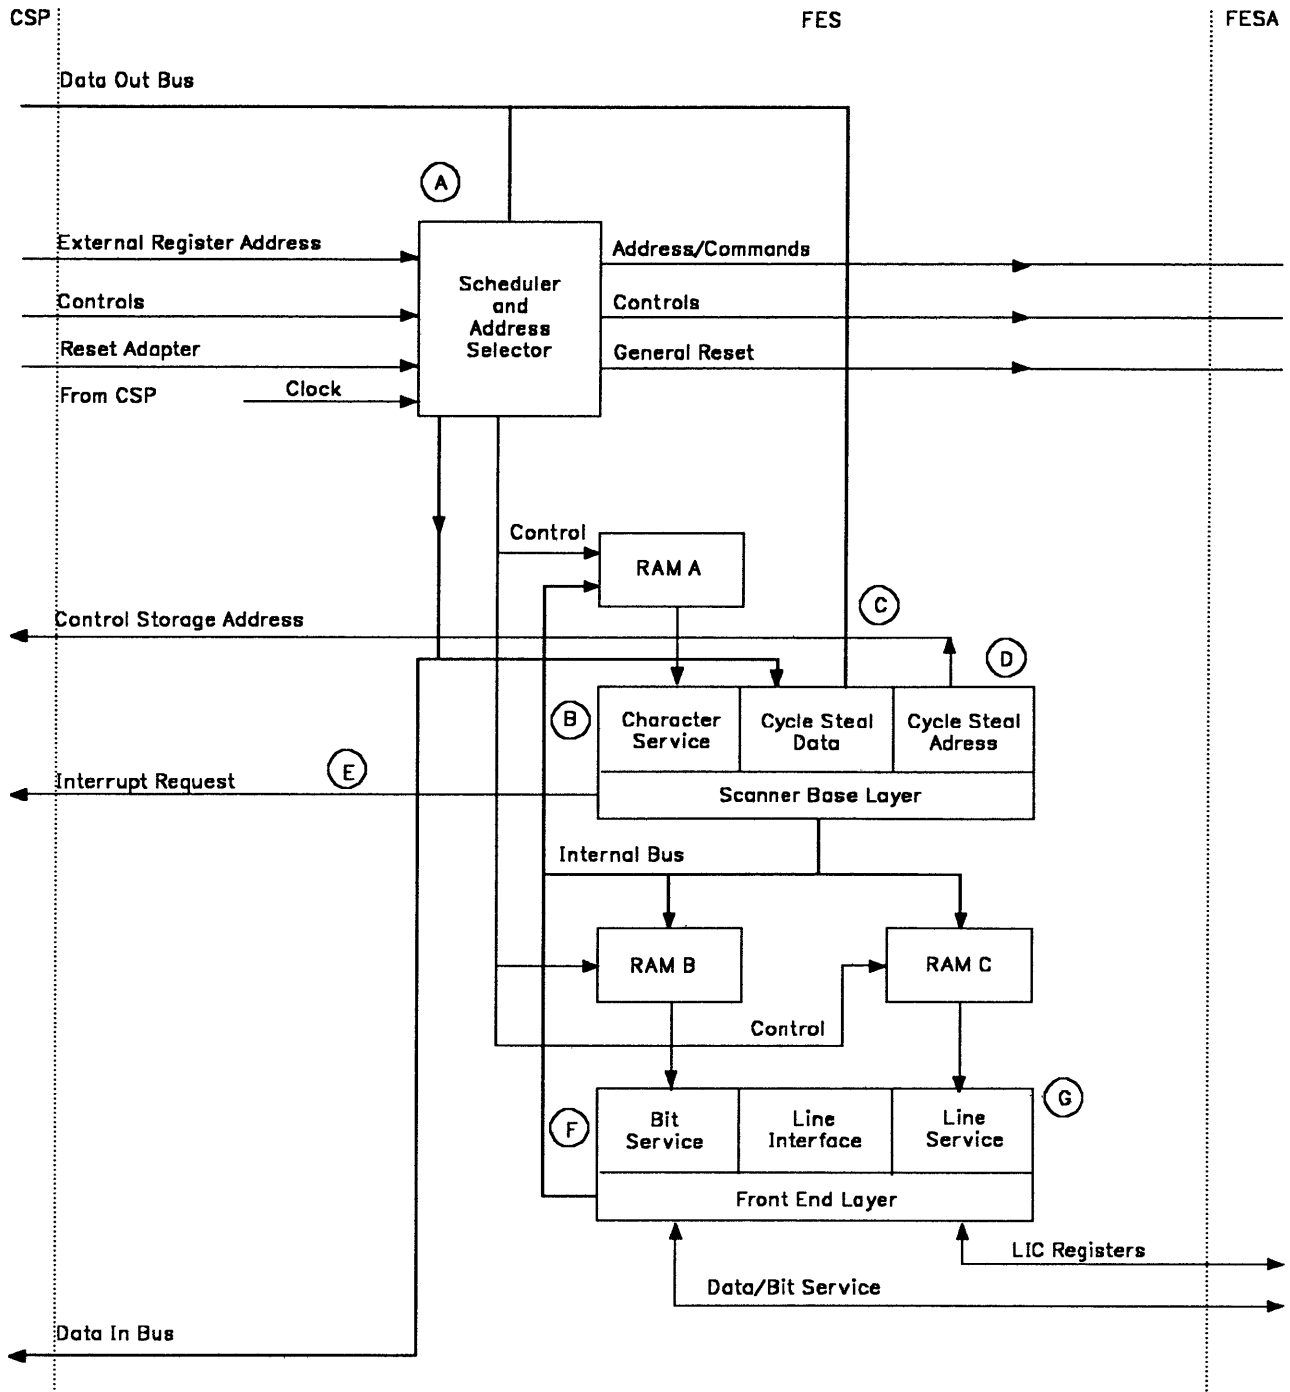 CSP
FES
FESA
Data Out Bus
A
External Register Address
Controls
Reset Adapter
From CSP
Clock
Scheduler
and
Address
Selector
Address/Commands
Controls
General Reset
Control
RAM A
C
Control Storage Address
D
B
Character
Service
Cycle Steal
Data
Cycle Steal
Adress
E
Interrupt Request
Scanner Base Layer
Internal Bus
RAM B
RAM C
Control
F
Bit
Service
Line
Interface
Line
Service
G
Front End Layer
LIC Registers
Data/Bit Service
Data In Bus